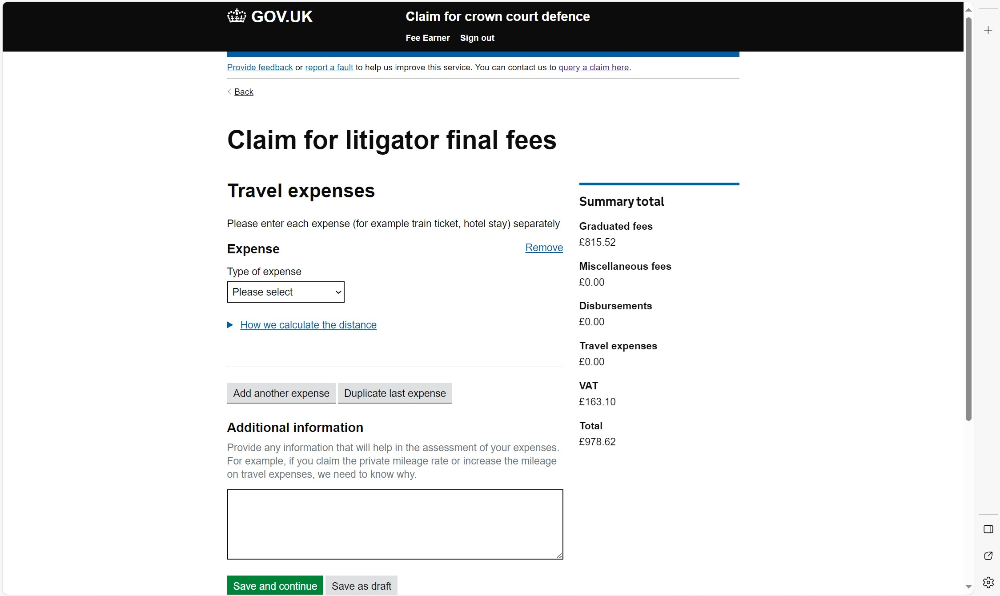 GOV.UK
Claim for crown court defence
Fee Earner Sign out
Provide feedback or report a fault to help us improve this service. You can contact us to query a claim here.
Back
Claim for litigator final fees
Travel expenses
Please enter each expense (for example train ticket, hotel stay) separately
Expense
Remove
Type of expense
Please select
How we calculate the distance
Add another expense
Duplicate last expense
Additional information
Provide any information that will help in the assessment of your expenses.
For example, if you claim the private mileage rate or increase the mileage
on travel expenses, we need to know why.
Save and continue
Save as draft
Summary total
Graduated fees
£815.52
Miscellaneous fees
£0.00
Disbursements
£0.00
Travel expenses
£0.00
VAT
£163.10
Total
£978.62